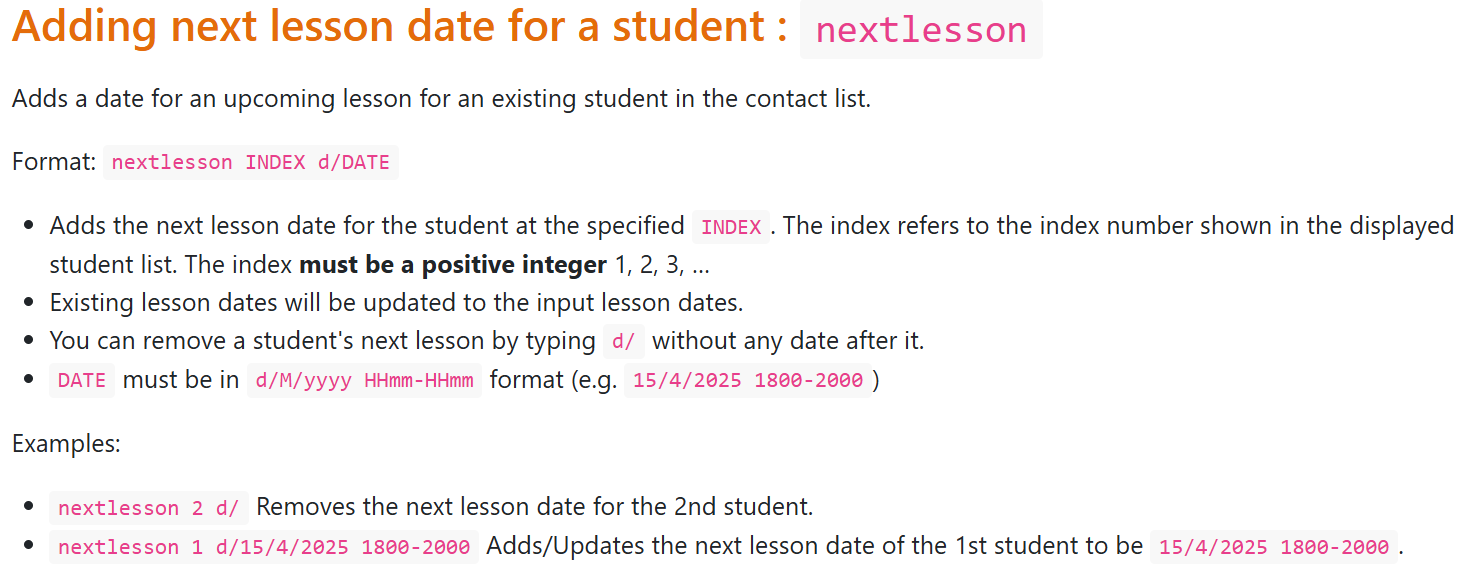 Adding next lesson date for a student : nextlesson
Adds a date for an upcoming lesson for an existing student in the contact list.
Format: nextlesson INDEX d/DATE
• Adds the next lesson date for the student at the specified INDEX . The index refers to the index number shown in the displayed
student list. The index must be a positive integer 1, 2, 3, …
• Existing lesson dates will be updated to the input lesson dates.
• You can remove a student's next lesson by typing d/ without any date after it.
• DATE must be in d/M/yyyy HHmm-HHmm format (e.g. 15/4/2025 1800-2000 )
Examples:
• nextlesson 2 d/ Removes the next lesson date for the 2nd student.
• nextlesson 1 d/15/4/2025 1800-2000 Adds/Updates the next lesson date of the 1st student to be 15/4/2025 1800-2000 .